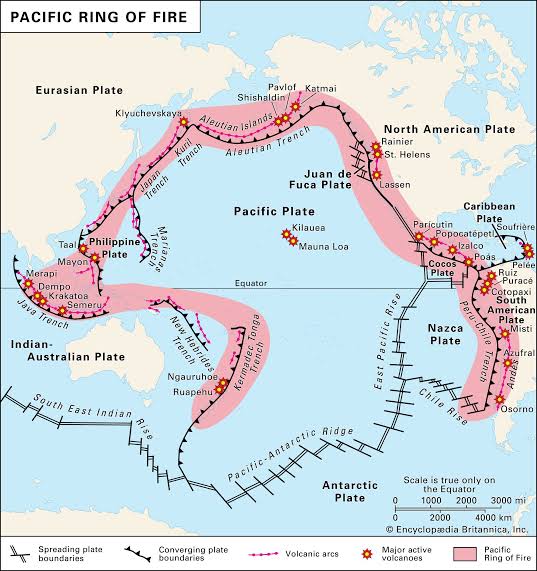 PACIFIC RING OF FIRE
Eurasian Plate
Pavlof
Katmai
Shishaldin
Klyuchevskaya
Aleutian Islands
Aleutian Trench
Kuril
Trench
Japan
Trench
North American Plate
Rainier
St. Helens
Juan de
Fuca Plate
Lassen
Pacific Plate
Kilauea
Mauna Loa
Marianas
Trench
Taal
Philippine
Plate
Mayon
Caribbean
Plate
Soufrière
Pelée
Parícutin
Popocatépetl
Izalco
Poás
Cocos
Plate
Ruiz
Puracé
Cotopaxi
South
American
Plate
Merapi
Dempo
Krakatoa
Semeru
Java Trench
Equator
Indian-
Australian Plate
New Hebrides
Trench
Kermadec-Tonga
Trench
Ngauruhoe
Ruapehu
East Pacific Rise
Nazca
Plate
Peru-Chile Trench
Misti
Azufral
Andes
Osorno
Chile Rise
South East Indian Rise
Pacific-Antarctic Ridge
Antarctic
Plate
Scale is true only on
the Equator
0 1000 2000 3000 mi
0 2000 4000 km
© Encyclopædia Britannica, Inc.
Spreading plate
boundaries
Converging plate
boundaries
Volcanic arcs
Major active
volcanoes
Pacific
Ring of Fire